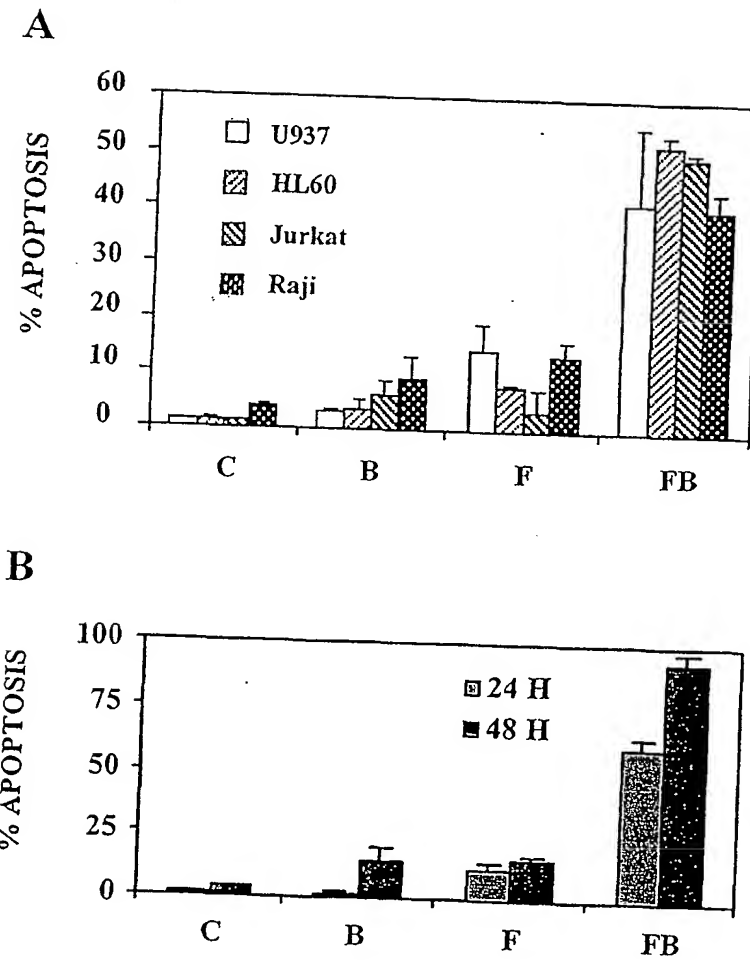 A
% APOPTOSIS
60
50
40
30
20
10
0
U937
HL60
Jurkat
Raji
C B F FB
B
% APOPTOSIS
100
75
50
25
0
24 H
48 H
C B F FB